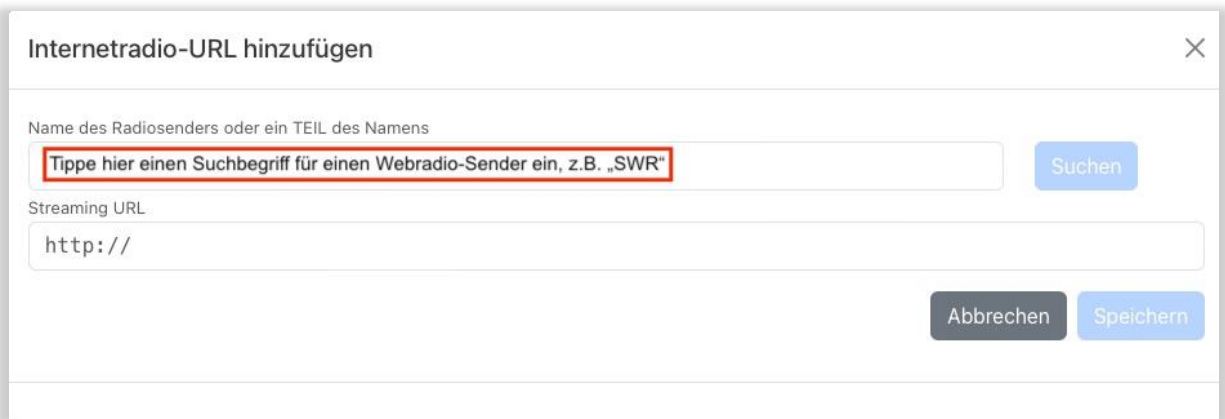 Internetradio-URL hinzufügen
Name des Radiosenders oder ein TEIL des Namens
Tippe hier einen Suchbegriff für einen Webradio-Sender ein, z.B. „SWR“
Suchen
Streaming URL
http://
Abbrechen Speichern